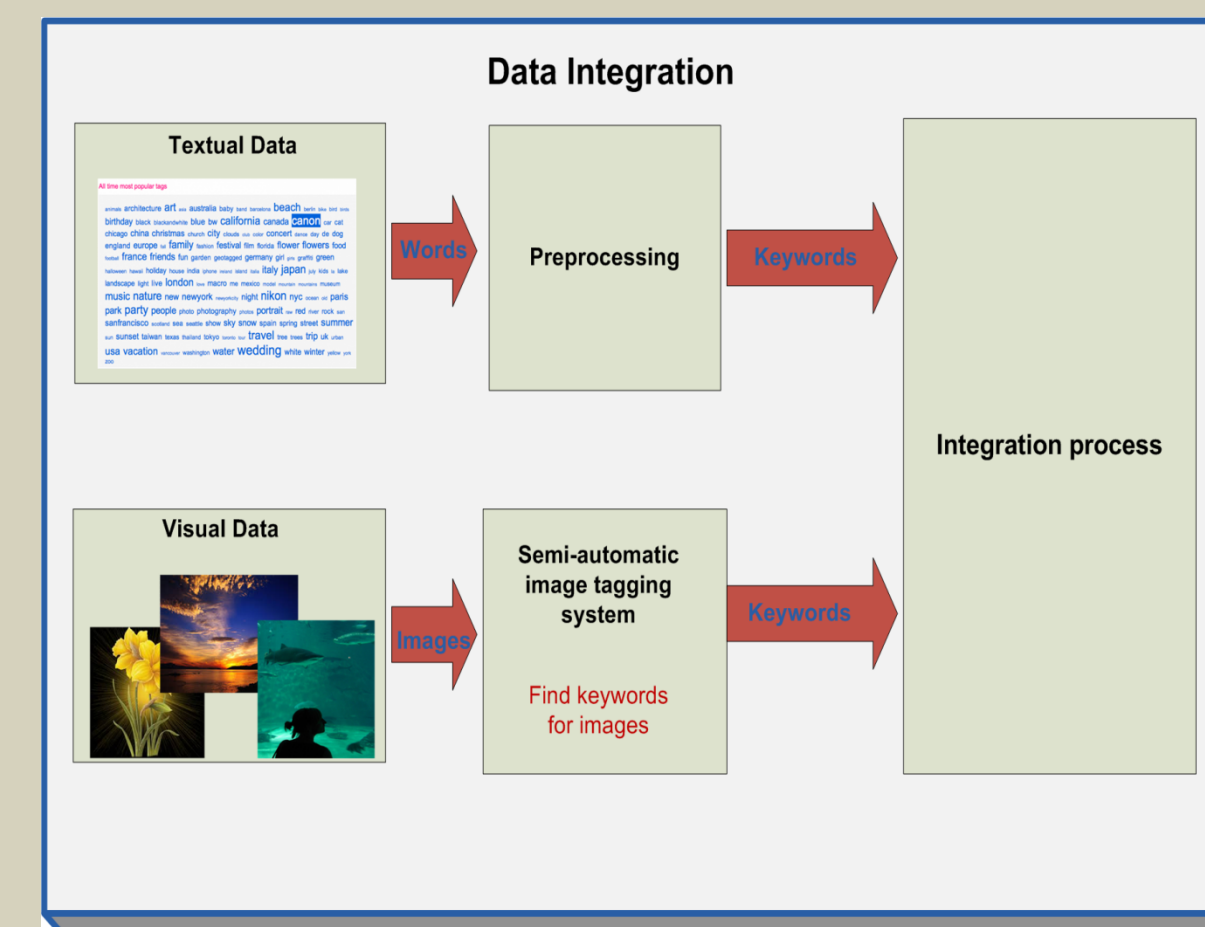 Data Integration
Textual Data
All time most popular tags
animals architecture art asia australia baby band barcelona beach berlin bike bird birds
birthday black blackandwhite blue bw california canada canon car cat
chicago china christmas church city clouds color concert dance day de dog
england europe fall family fashion festival film florida flower flowers food
football france friends fun garden geotagged germany girl graffiti green
halloween hawaii holiday house india iphone ireland island italia italy japan july kids la lake
landscape light live london love macro me mexico model mountain mountains museum
music nature new newyork newyorkcity night nikon nyc ocean old paris
park party people photo photography photos portrait raw red river rock san
sanfrancisco scotland sea seattle show sky snow spain spring street summer
sun sunset taiwan texas thailand tokyo toronto tour travel tree trees trip uk urban
usa vacation vancouver washington water wedding white winter yellow york
zoo
Words
Preprocessing
Keywords
Integration process
Visual Data
Images
Semi-automatic
image tagging
system
Find keywords
for images
Keywords